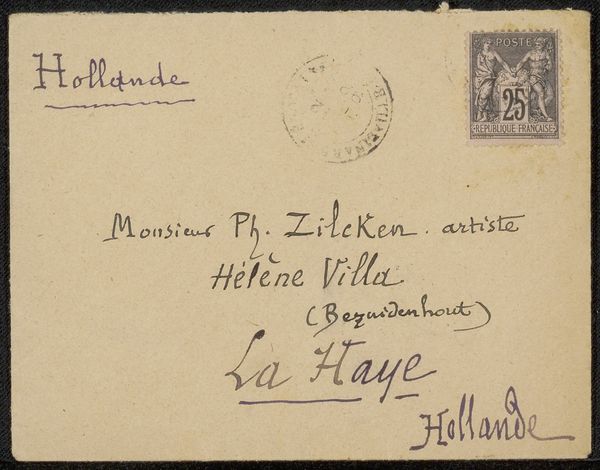 Hollande
POSTE
25
REPUBLIQUE FRANÇAISE
Monsieur Ph. Zilcken. artiste
Hélène Villa
(Bezuidenhout)
La Haye
Hollande